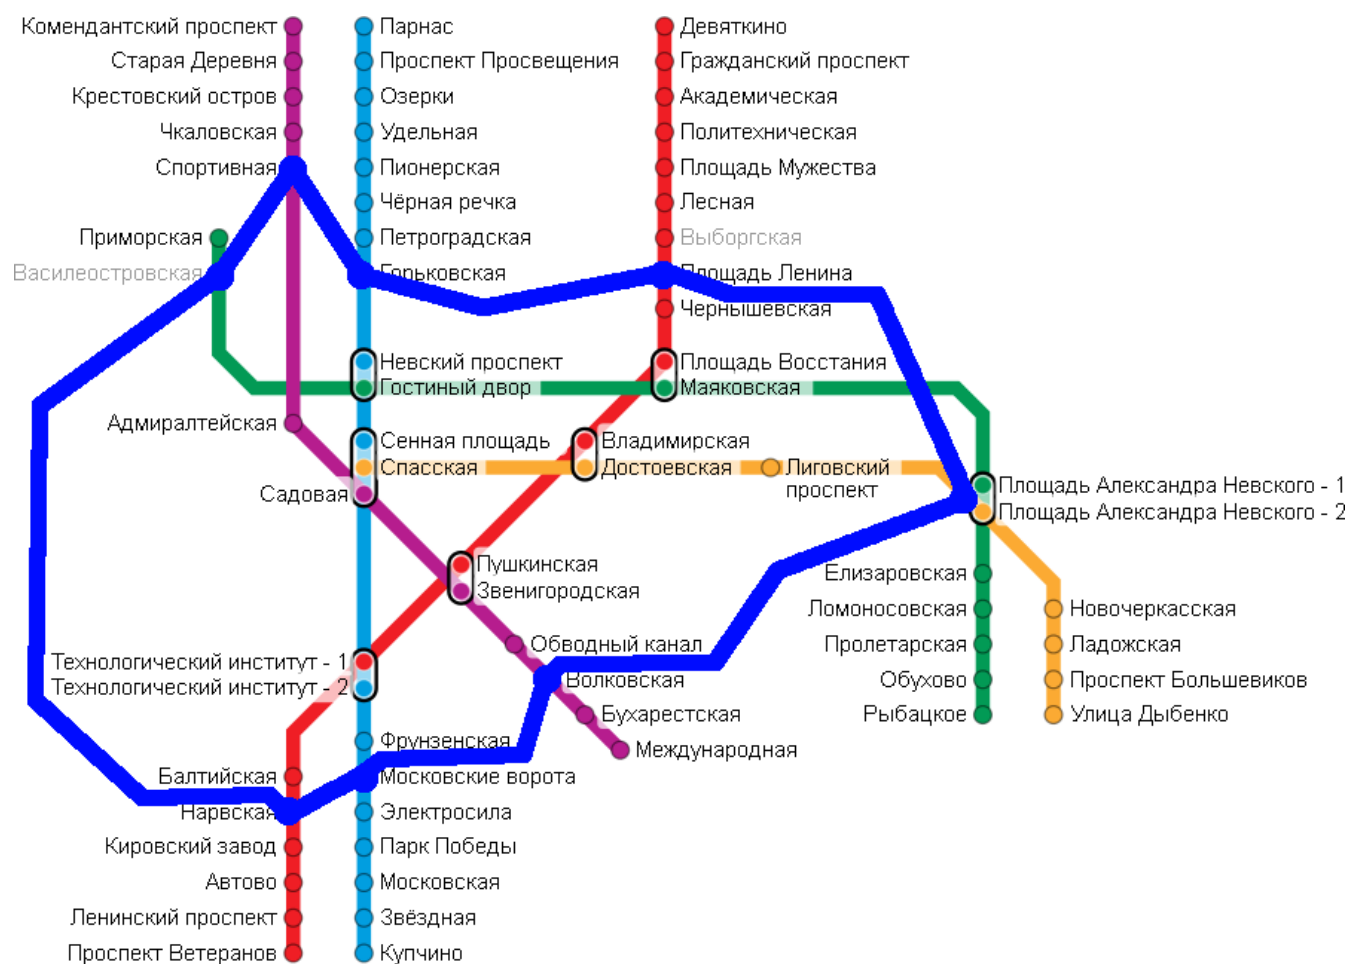 Комендантский проспект
Парнас
Девяткино
Старая Деревня
Проспект Просвещения
Гражданский проспект
Крестовский остров
Озерки
Академическая
Чкаловская
Удельная
Политехническая
Спортивная
Пионерская
Площадь Мужества
Чёрная речка
Лесная
Приморская
Петроградская
Выборгская
Василеостровская
Горьковская
Площадь Ленина
Чернышевская
Невский проспект
Площадь Восстания
Гостиный двор
Маяковская
Адмиралтейская
Сенная площадь
Владимирская
Спасская
Достоевская
Лиговский
проспект
Садовая
Площадь Александра Невского - 1
Площадь Александра Невского - 2
Пушкинская
Звенигородская
Елизаровская
Ломоносовская
Новочеркасская
Обводный канал
Пролетарская
Ладожская
Технологический институт - 1
Технологический институт - 2
Волковская
Обухово
Проспект Большевиков
Бухарестская
Рыбацкое
Улица Дыбенко
Фрунзенская
Международная
Балтийская
Московские ворота
Нарвская
Электросила
Кировский завод
Парк Победы
Автово
Московская
Ленинский проспект
Звёздная
Проспект Ветеранов
Купчино